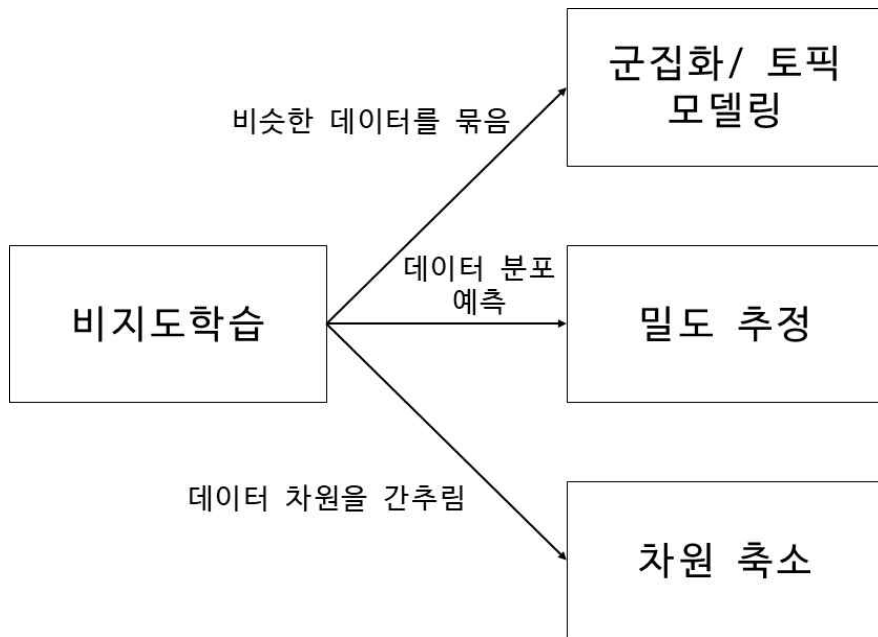 군집화/ 토픽
모델링
비슷한 데이터를 묶음
데이터 분포
예측
비지도학습
밀도 추정
데이터 차원을 간추림
차원 축소